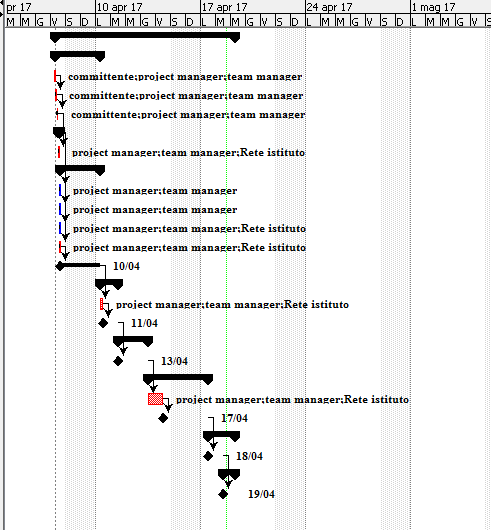 pr 17 10 apr 17 17 apr 17 24 apr 17 1 mag 17
M M G V S D L M M G V S D L M M G V S D L M M G V S D L M M G V
committente;project manager;team manager
committente;project manager;team manager
committente;project manager;team manager
project manager;team manager;Rete istituto
project manager;team manager
project manager;team manager
project manager;team manager;Rete istituto
project manager;team manager;Rete istituto
10/04
project manager;team manager;Rete istituto
11/04
13/04
project manager;team manager;Rete istituto
17/04
18/04
19/04